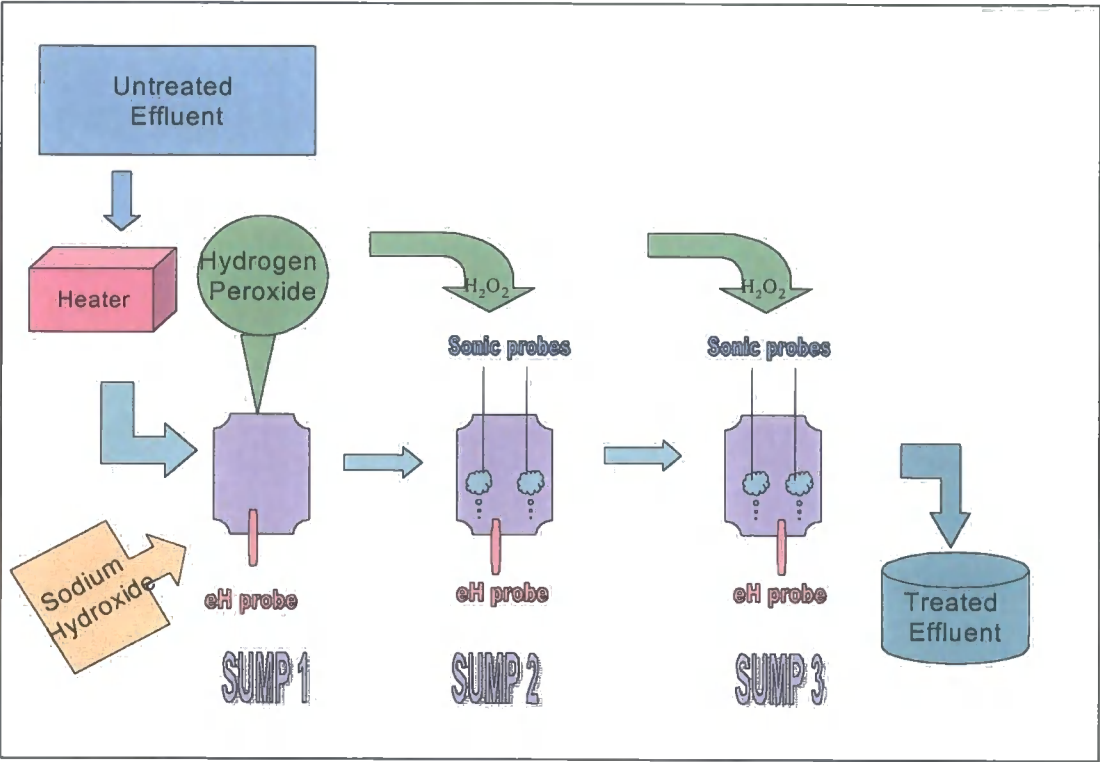 Untreated
Effluent
Heater
Hydrogen
Peroxide
H₂O₂
H₂O₂
Sonic probes
Sonic probes
Sodium
Hydroxide
eH probe
eH probe
eH probe
Treated
Effluent
SUMP 1
SUMP 2
SUMP 3